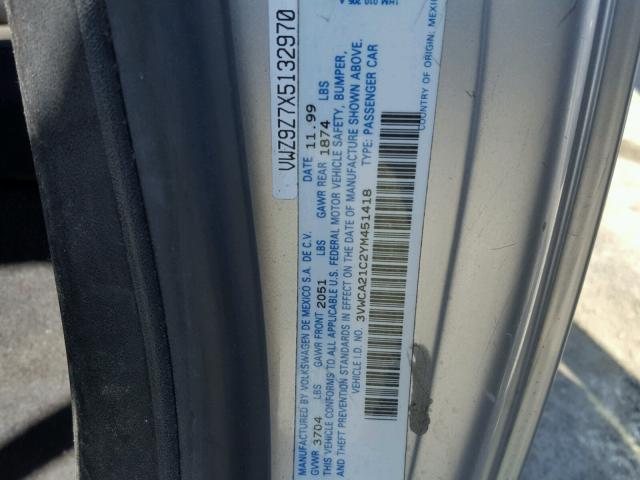 VWZ9Z7X5132970
MANUFACTURED BY VOLKSWAGEN DE MEXICO S.A. DE C.V. DATE 11.99
GVWR 3704 LBS GAWR FRONT 2051 LBS GAWR REAR 1874 LBS
THIS VEHICLE CONFORMS TO ALL APPLICABLE U.S. FEDERAL MOTOR VEHICLE SAFETY, BUMPER,
AND THEFT PREVENTION STANDARDS IN EFFECT ON THE DATE OF MANUFACTURE SHOWN ABOVE.
VEHICLE I.D. NO. 3VWCA21C2YM451418 TYPE: PASSENGER CAR
COUNTRY OF ORIGIN: MEXIC